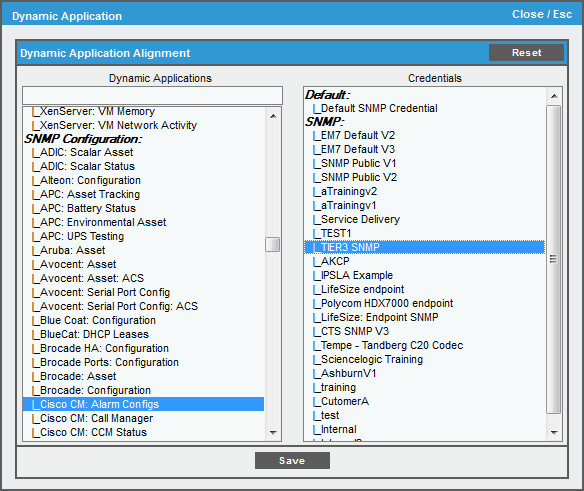 Dynamic Application
Close / Esc
Dynamic Application Alignment
Reset
Dynamic Applications
|_XenServer: VM Memory
|_XenServer: VM Network Activity
SNMP Configuration:
|_ADIC: Scalar Asset
|_ADIC: Scalar Status
|_Alteon: Configuration
|_APC: Asset Tracking
|_APC: Battery Status
|_APC: Environmental Asset
|_APC: UPS Testing
|_Aruba: Asset
|_Avocent: Asset
|_Avocent: Asset: ACS
|_Avocent: Serial Port Config
|_Avocent: Serial Port Config: ACS
|_Blue Coat: Configuration
|_BlueCat: DHCP Leases
|_Brocade HA: Configuration
|_Brocade Ports: Configuration
|_Brocade: Asset
|_Brocade: Configuration
|_Cisco CM: Alarm Configs
|_Cisco CM: Call Manager
|_Cisco CM: CCM Status
Credentials
Default:
|_Default SNMP Credential
SNMP:
|_EM7 Default V2
|_EM7 Default V3
|_SNMP Public V1
|_SNMP Public V2
|_aTrainingv2
|_aTrainingv1
|_Service Delivery
|_TEST1
|_TIER3 SNMP
|_AKCP
|_IPSLA Example
|_LifeSize endpoint
|_Polycom HDX7000 endpoint
|_LifeSize: Endpoint SNMP
|_CTS SNMP V3
|_Tempe - Tandberg C20 Codec
|_Sciencelogic Training
|_AshburnV1
|_training
|_CutomerA
|_test
|_Internal
Save